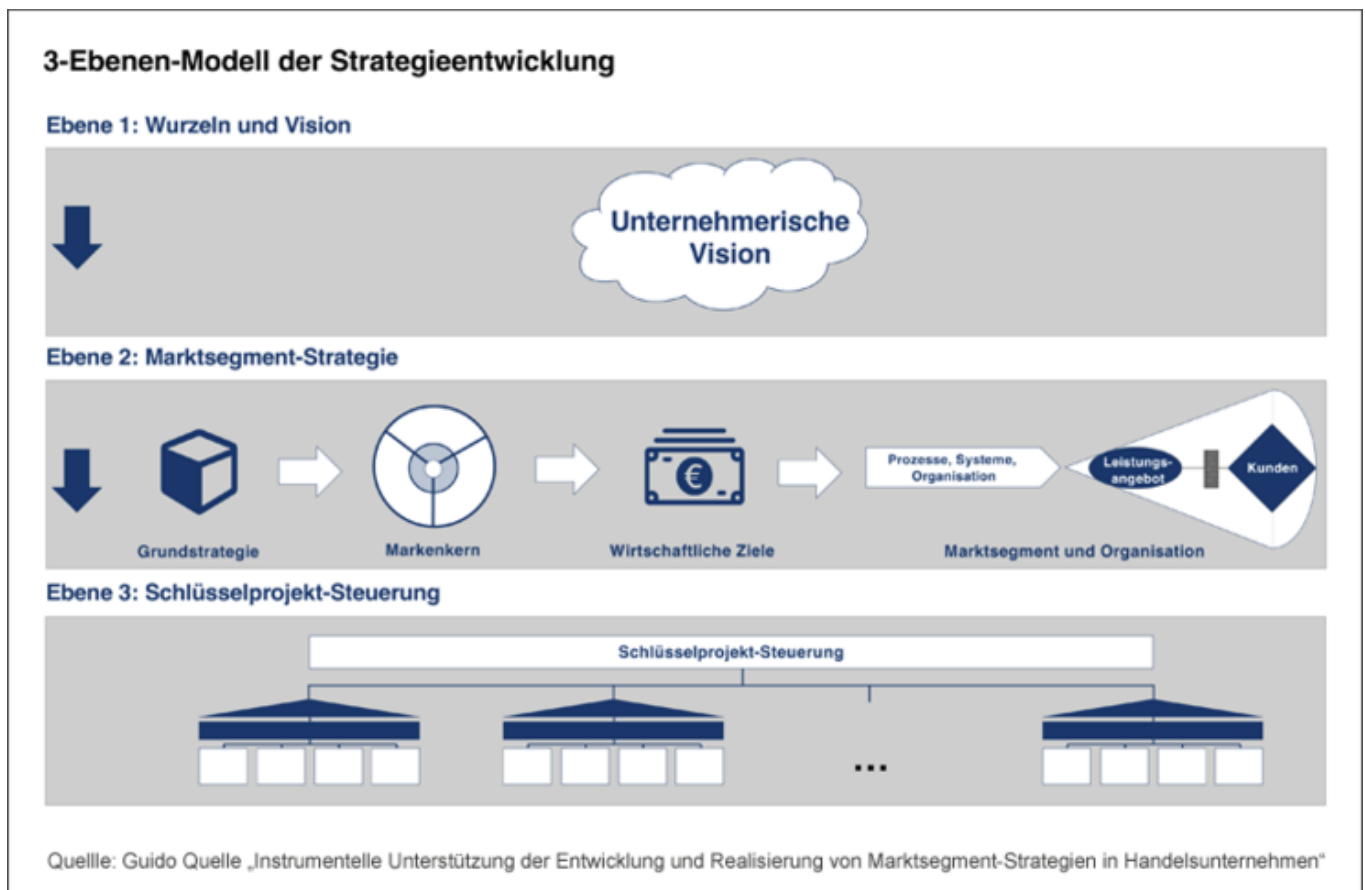 3-Ebenen-Modell der Strategieentwicklung
Ebene 1: Wurzeln und Vision
Unternehmerische
Vision
Ebene 2: Marktsegment-Strategie
Grundstrategie
Markenkern
€
Wirtschaftliche Ziele
Prozesse, Systeme,
Organisation
Leistungs-
angebot
Kunden
Marktsegment und Organisation
Ebene 3: Schlüsselprojekt-Steuerung
Schlüsselprojekt-Steuerung
...
Quellle: Guido Quelle „Instrumentelle Unterstützung der Entwicklung und Realisierung von Marktsegment-Strategien in Handelsunternehmen“